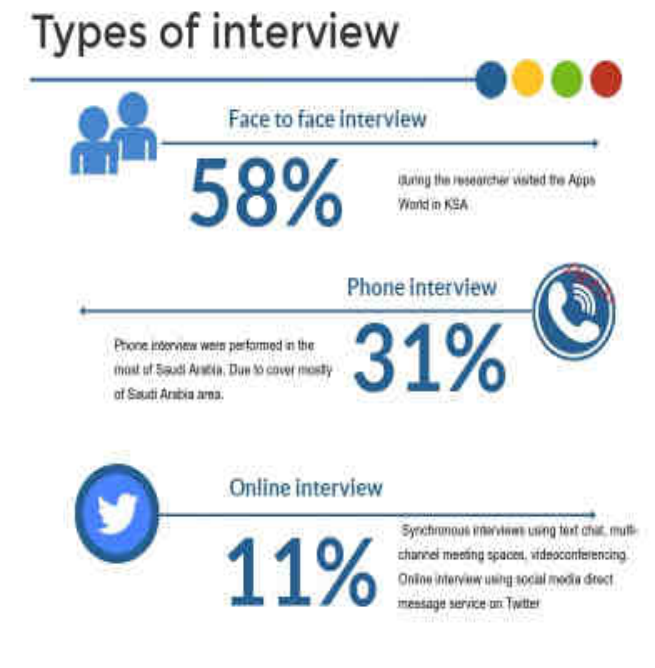 Types of interview
Face to face interview
58%
during the researcher visited the Apps
World in KSA
Phone interview
31%
Phone interview were performed in the
most of Saudi Arabia. Due to cover mostly
of Saudi Arabia area.
Online interview
11%
Synchronous interviews using text chat, multi-
channel meeting spaces, videoconferencing.
Online interview using social media direct
message service on Twitter